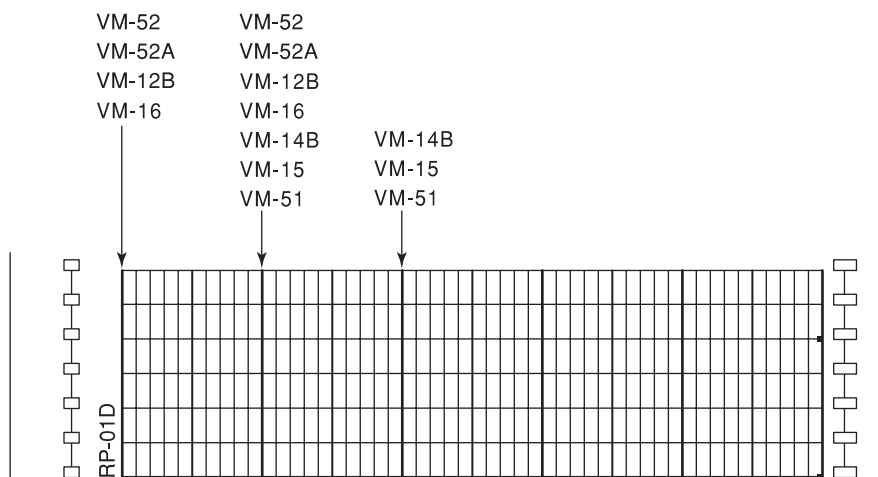 VM-52
VM-52A
VM-12B
VM-16
VM-52
VM-52A
VM-12B
VM-16
VM-14B
VM-15
VM-51
VM-14B
VM-15
VM-51
RP-01D